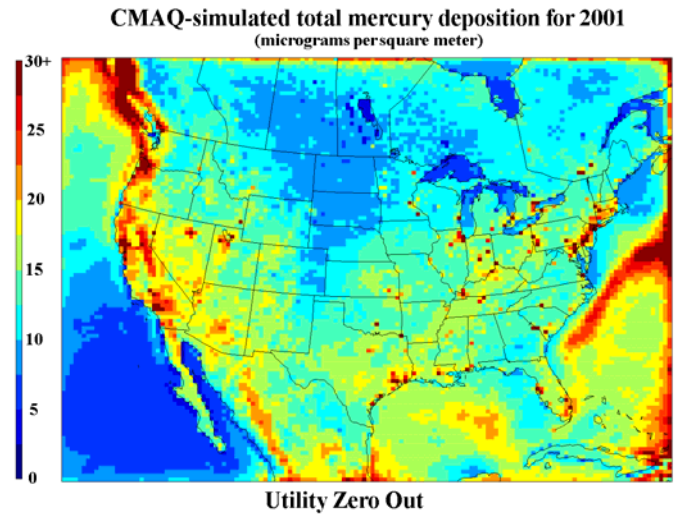 CMAQ-simulated total mercury deposition for 2001
(micrograms per square meter)
30+
25
20
15
10
5
0
Utility Zero Out